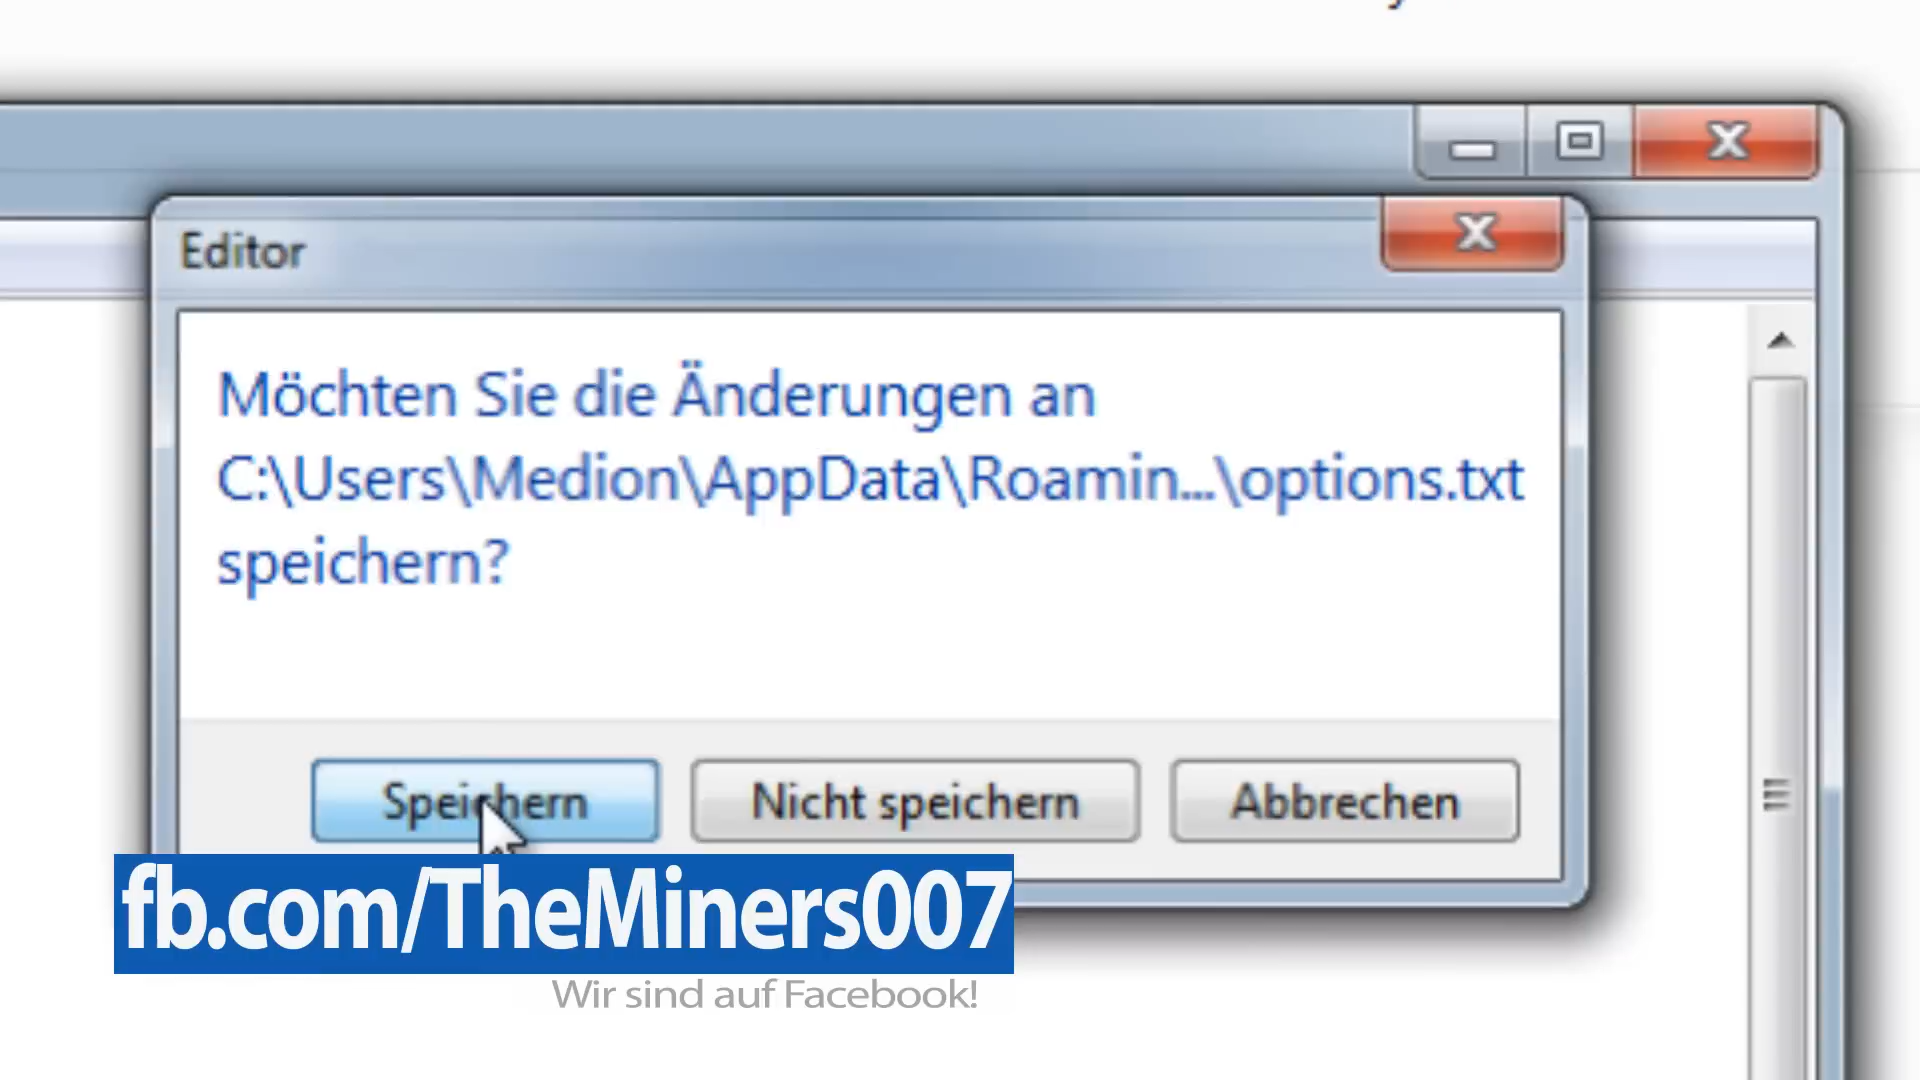 Editor
Möchten Sie die Änderungen an
C:\Users\Medion\AppData\Roamin...\options.txt
speichern?
Speichern
Nicht speichern
Abbrechen
fb.com/TheMiners007
Wir sind auf Facebook!